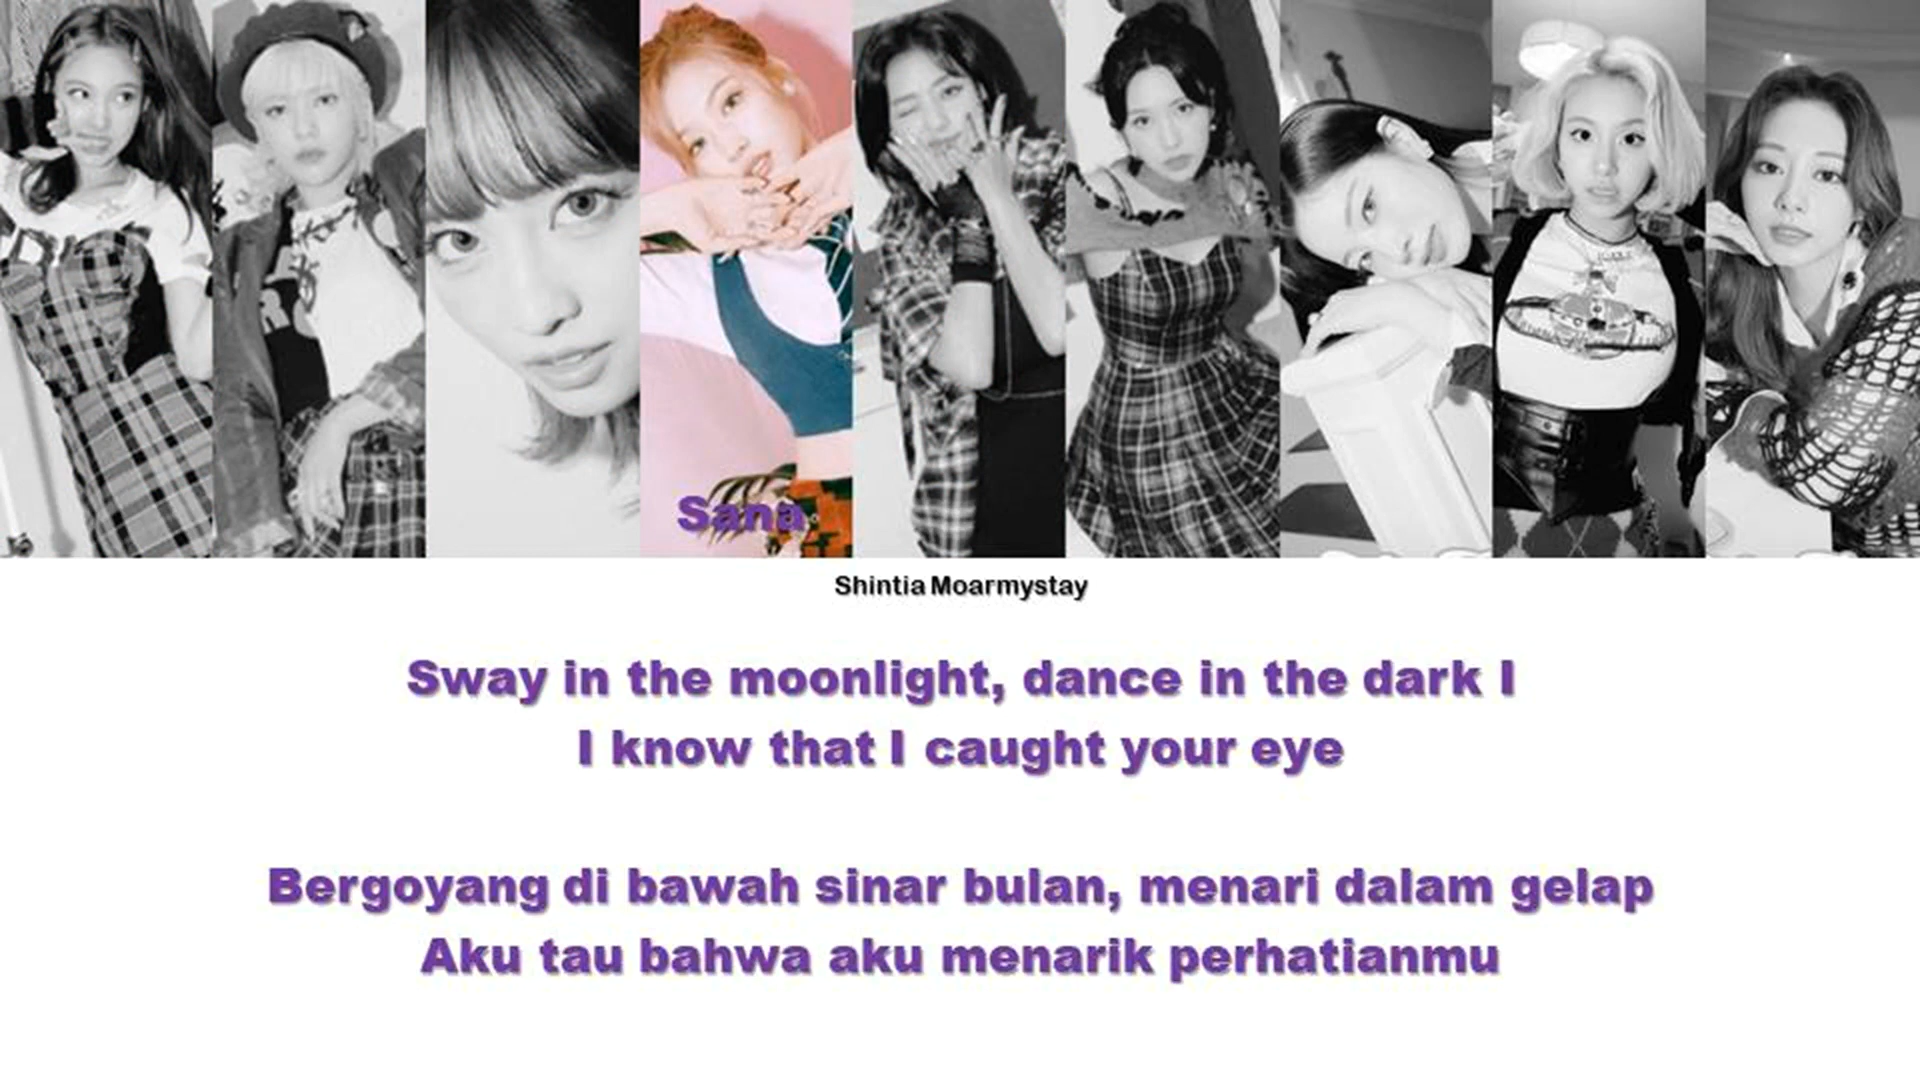 Sana
Shintia Moarmystay
Sway in the moonlight, dance in the dark I
I know that I caught your eye
Bergoyang di bawah sinar bulan, menari dalam gelap
Aku tau bahwa aku menarik perhatianmu